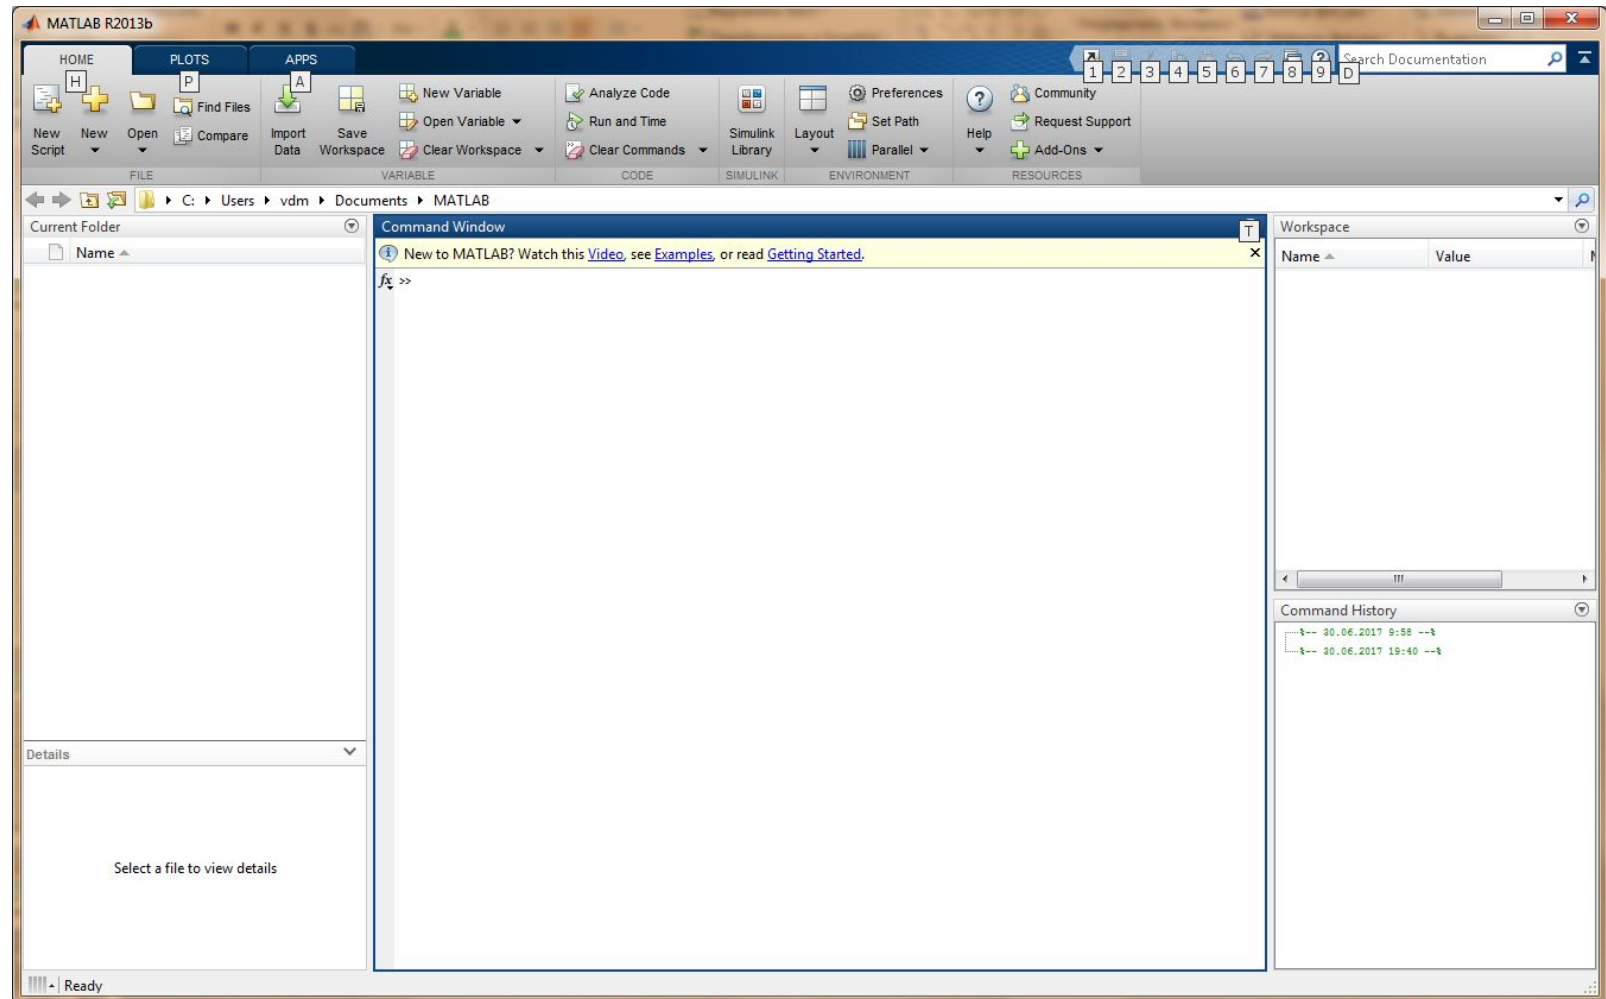 MATLAB R2013b
HOME PLOTS APPS
H P A
1 2 3 4 5 6 7 8 9 D
Search Documentation
New Script
New
Open
Find Files
Compare
Import Data
Save Workspace
New Variable
Open Variable
Clear Workspace
Analyze Code
Run and Time
Clear Commands
Simulink Library
Layout
Preferences
Set Path
Parallel
Help
Community
Request Support
Add-Ons
FILE VARIABLE CODE SIMULINK ENVIRONMENT RESOURCES
C: Users vdm Documents MATLAB
Current Folder
Name
Details
Select a file to view details
Command Window
T
New to MATLAB? Watch this Video, see Examples, or read Getting Started.
fx >>
Workspace
Name Value
Command History
%-- 30.06.2017 9:58 --%
%-- 30.06.2017 19:40 --%
Ready